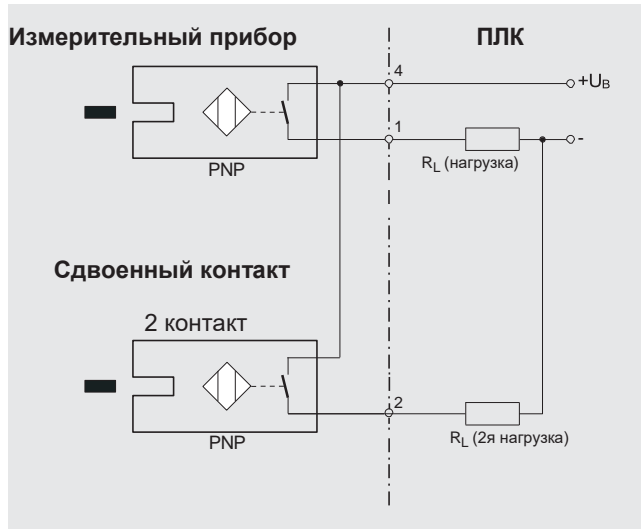 Измерительный прибор
ПЛК
4
+UB
1
-
RL (нагрузка)
PNP
Сдвоенный контакт
2 контакт
2
RL (2я нагрузка)
PNP